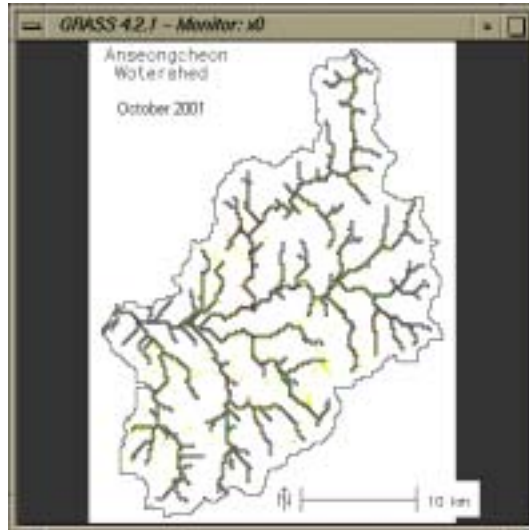 GRASS 4.2.1 - Monitor: x0
Anseongcheon
Watershed
October 2001
N
10 km